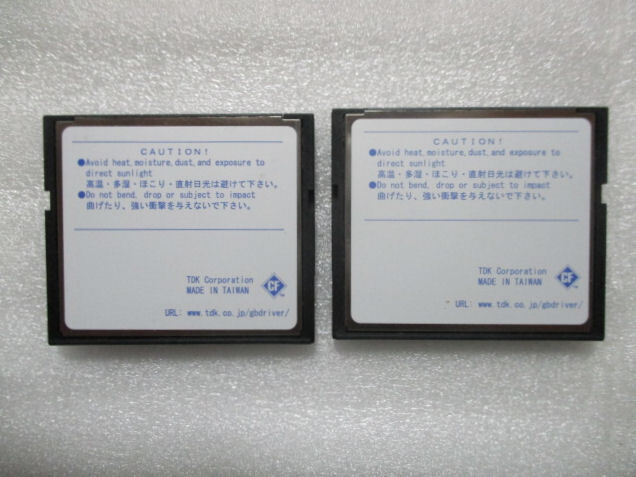 CAUTION!
●Avoid heat, moisture, dust, and exposure to
direct sunlight
高温・多湿・ほこり・直射日光は避けて下さい。
●Do not bend, drop or subject to impact
曲げたり、強い衝撃を与えないで下さい。
TDK Corporation
MADE IN TAIWAN
CF
TM
URL: www.tdk.co.jp/gbdriver/
CAUTION!
●Avoid heat, moisture, dust, and exposure to
direct sunlight
高温・多湿・ほこり・直射日光は避けて下さい。
●Do not bend, drop or subject to impact
曲げたり、強い衝撃を与えないで下さい。
TDK Corporation
MADE IN TAIWAN
CF
TM
URL: www.tdk.co.jp/gbdriver/